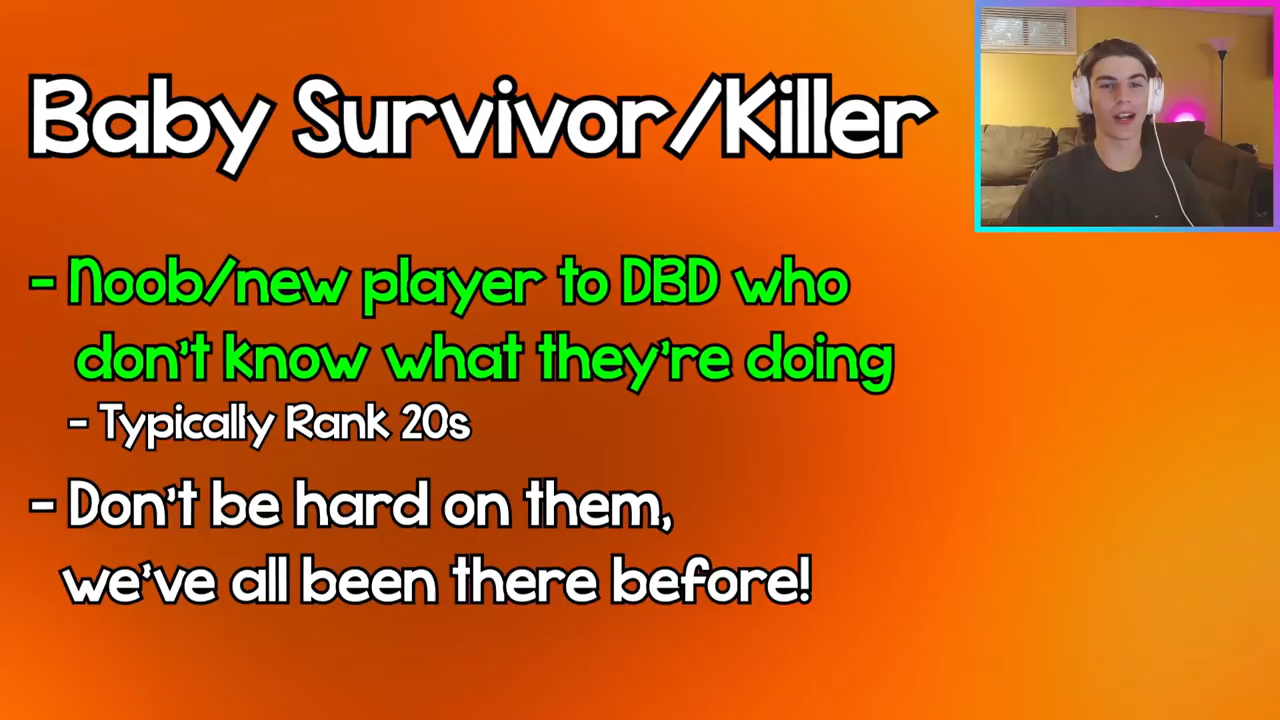 Baby Survivor/Killer
- Noob/new player to DBD who
don't know what they're doing
- Typically Rank 20s
- Don't be hard on them,
we've all been there before!